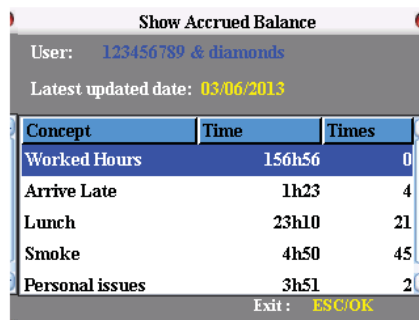 Show Accrued Balance
User: 123456789 & diamonds
Latest updated date: 03/06/2013
Concept Time Times
Worked Hours 156h56 0
Arrive Late 1h23 4
Lunch 23h10 21
Smoke 4h50 45
Personal issues 3h51 2
Exit : ESC/OK